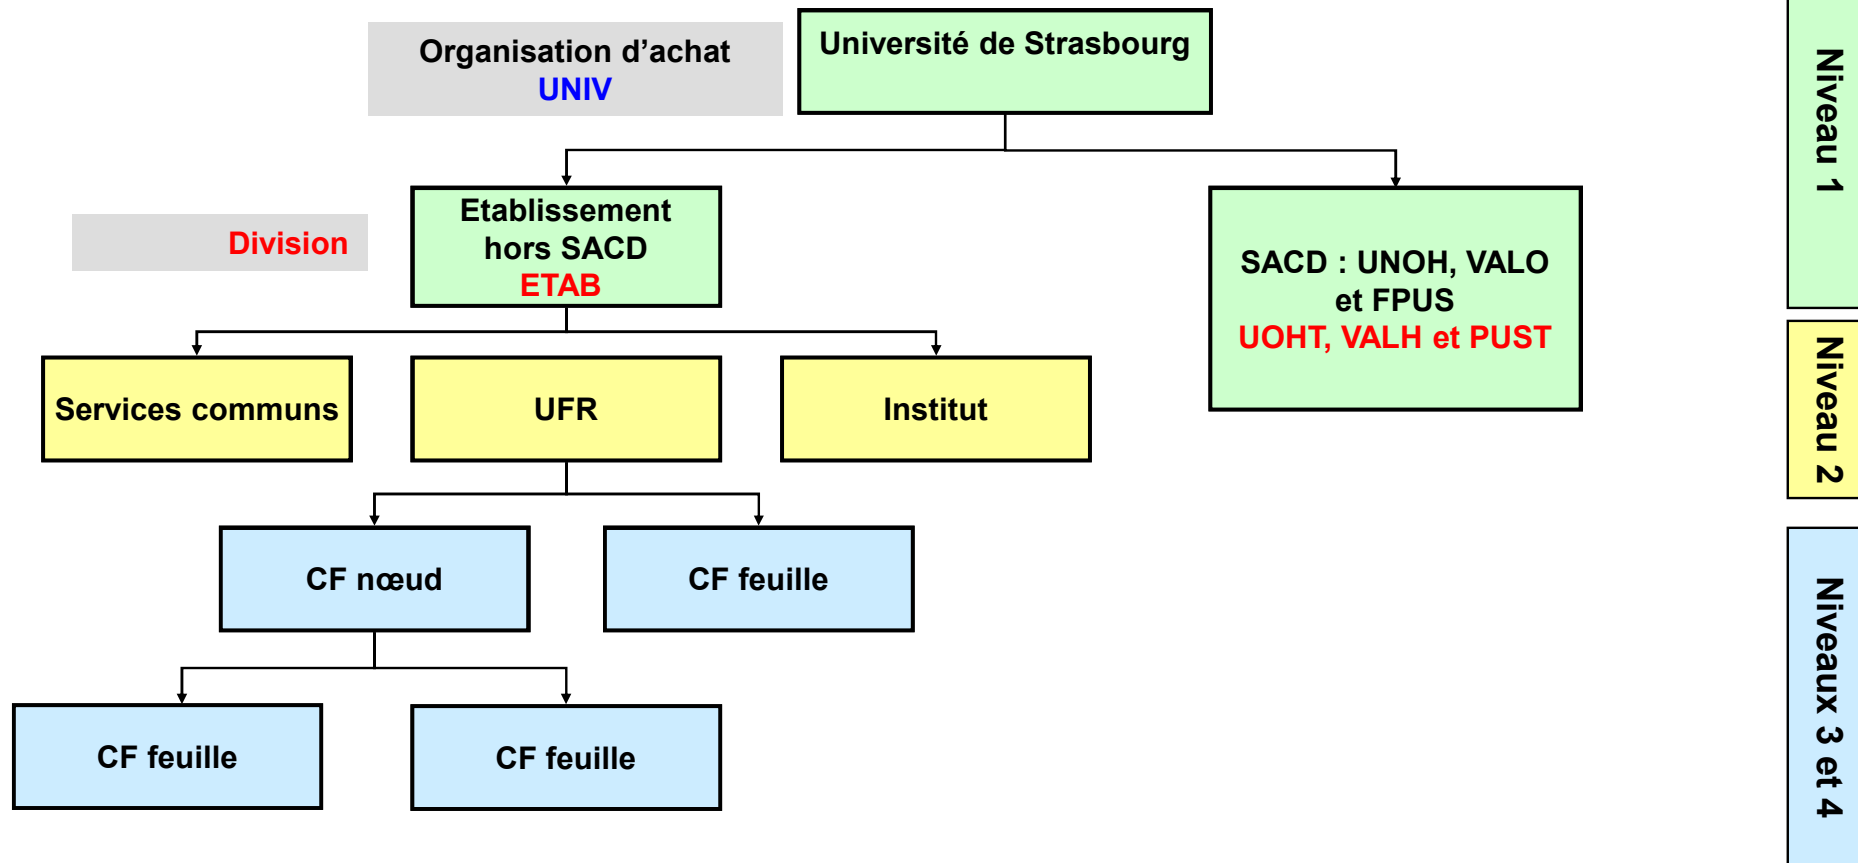 Organisation d’achat
UNIV
Université de Strasbourg
Niveau 1
Division
Etablissement
hors SACD
ETAB
SACD : UNOH, VALO
et FPUS
UOHT, VALH et PUST
Services communs
UFR
Institut
Niveau 2
CF nœud
CF feuille
CF feuille
CF feuille
Niveaux 3 et 4